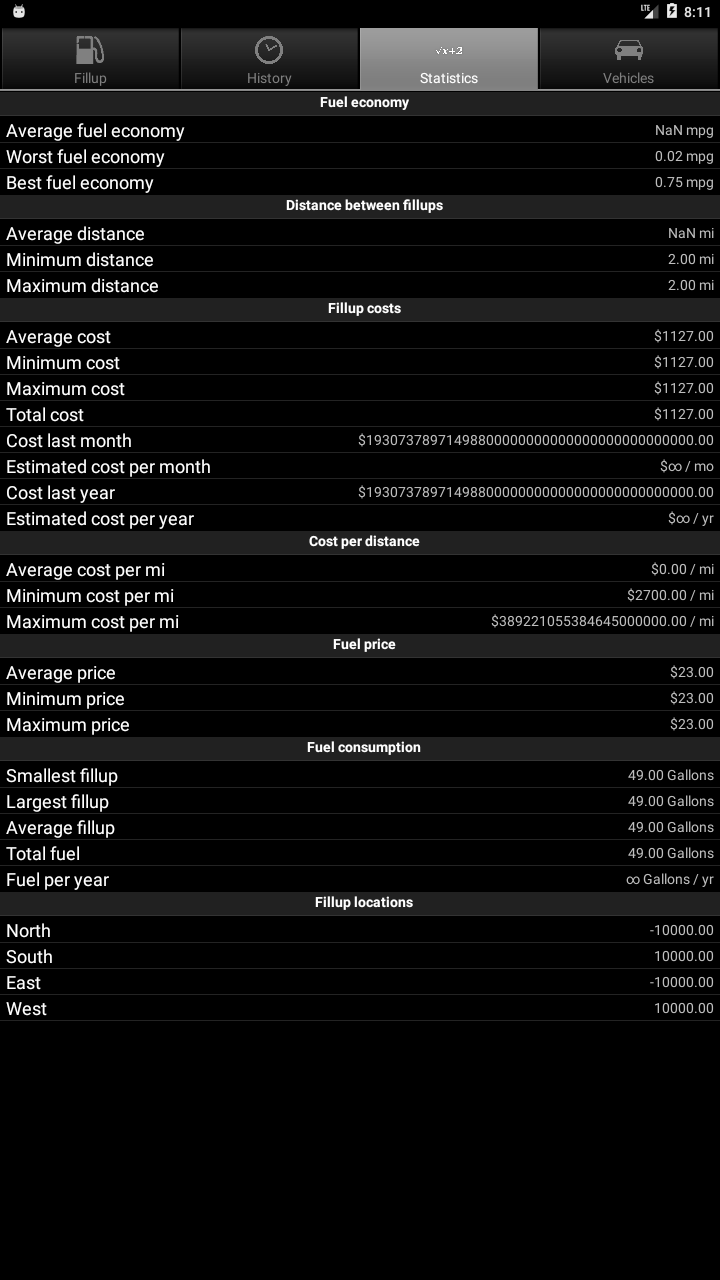 LTE 8:11
Fillup History √x+2 Statistics Vehicles
Fuel economy
Average fuel economy NaN mpg
Worst fuel economy 0.02 mpg
Best fuel economy 0.75 mpg
Distance between fillups
Average distance NaN mi
Minimum distance 2.00 mi
Maximum distance 2.00 mi
Fillup costs
Average cost $1127.00
Minimum cost $1127.00
Maximum cost $1127.00
Total cost $1127.00
Cost last month $193073789714988000000000000000000000000000.00
Estimated cost per month $∞ / mo
Cost last year $193073789714988000000000000000000000000000.00
Estimated cost per year $∞ / yr
Cost per distance
Average cost per mi $0.00 / mi
Minimum cost per mi $2700.00 / mi
Maximum cost per mi $389221055384645000000.00 / mi
Fuel price
Average price $23.00
Minimum price $23.00
Maximum price $23.00
Fuel consumption
Smallest fillup 49.00 Gallons
Largest fillup 49.00 Gallons
Average fillup 49.00 Gallons
Total fuel 49.00 Gallons
Fuel per year ∞ Gallons / yr
Fillup locations
North -10000.00
South 10000.00
East -10000.00
West 10000.00